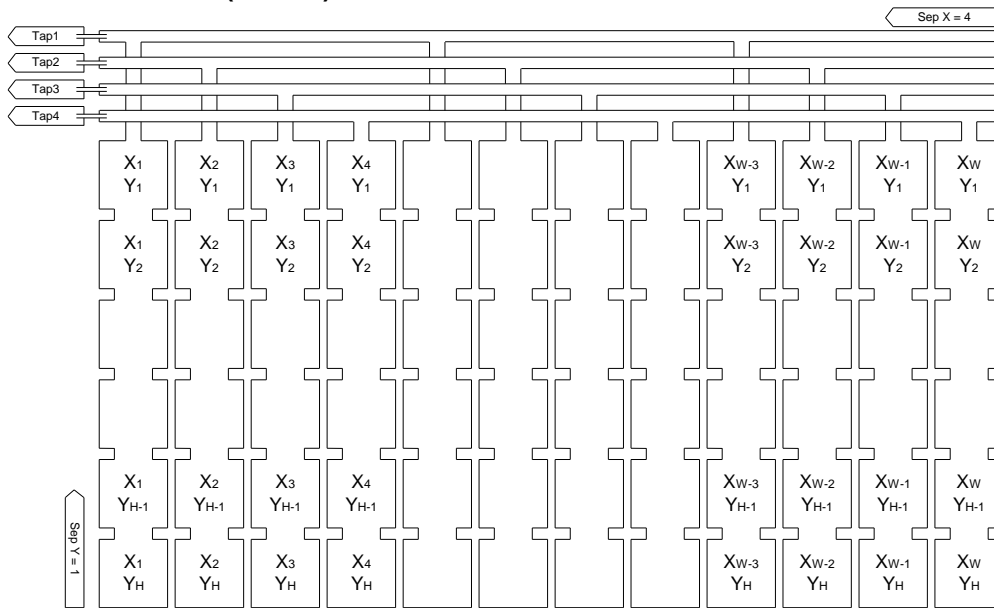 Sep X = 4
Tap1
Tap2
Tap3
Tap4
X1 X2 X3 X4 XW-3 XW-2 XW-1 XW
Y1 Y1 Y1 Y1 Y1 Y1 Y1 Y1
X1 X2 X3 X4 XW-3 XW-2 XW-1 XW
Y2 Y2 Y2 Y2 Y2 Y2 Y2 Y2
X1 X2 X3 X4 XW-3 XW-2 XW-1 XW
YH-1 YH-1 YH-1 YH-1 YH-1 YH-1 YH-1 YH-1
Sep Y = 1
X1 X2 X3 X4 XW-3 XW-2 XW-1 XW
YH YH YH YH YH YH YH YH